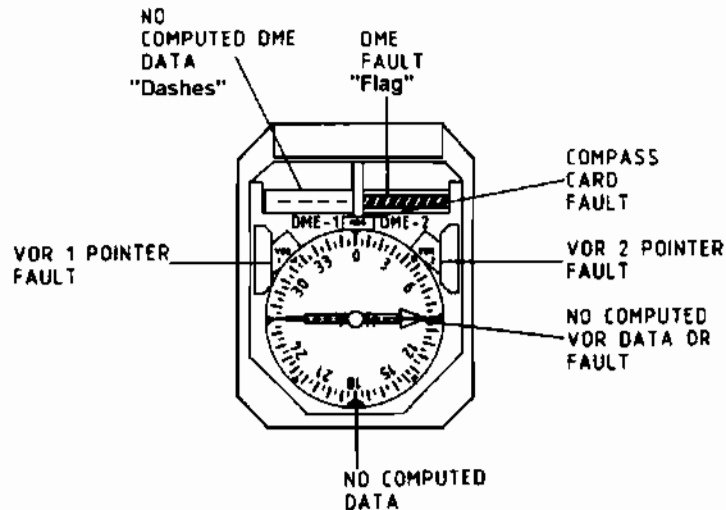 NO
COMPUTED DME
DATA
"Dashes"
DME
FAULT
"Flag"
COMPASS
CARD
FAULT
DME-1 DME-2
VOR 1 POINTER
FAULT
VOR 2 POINTER
FAULT
33 0 3
30 6
24 12
21 18 15
NO COMPUTED
VOR DATA OR
FAULT
NO COMPUTED
DATA